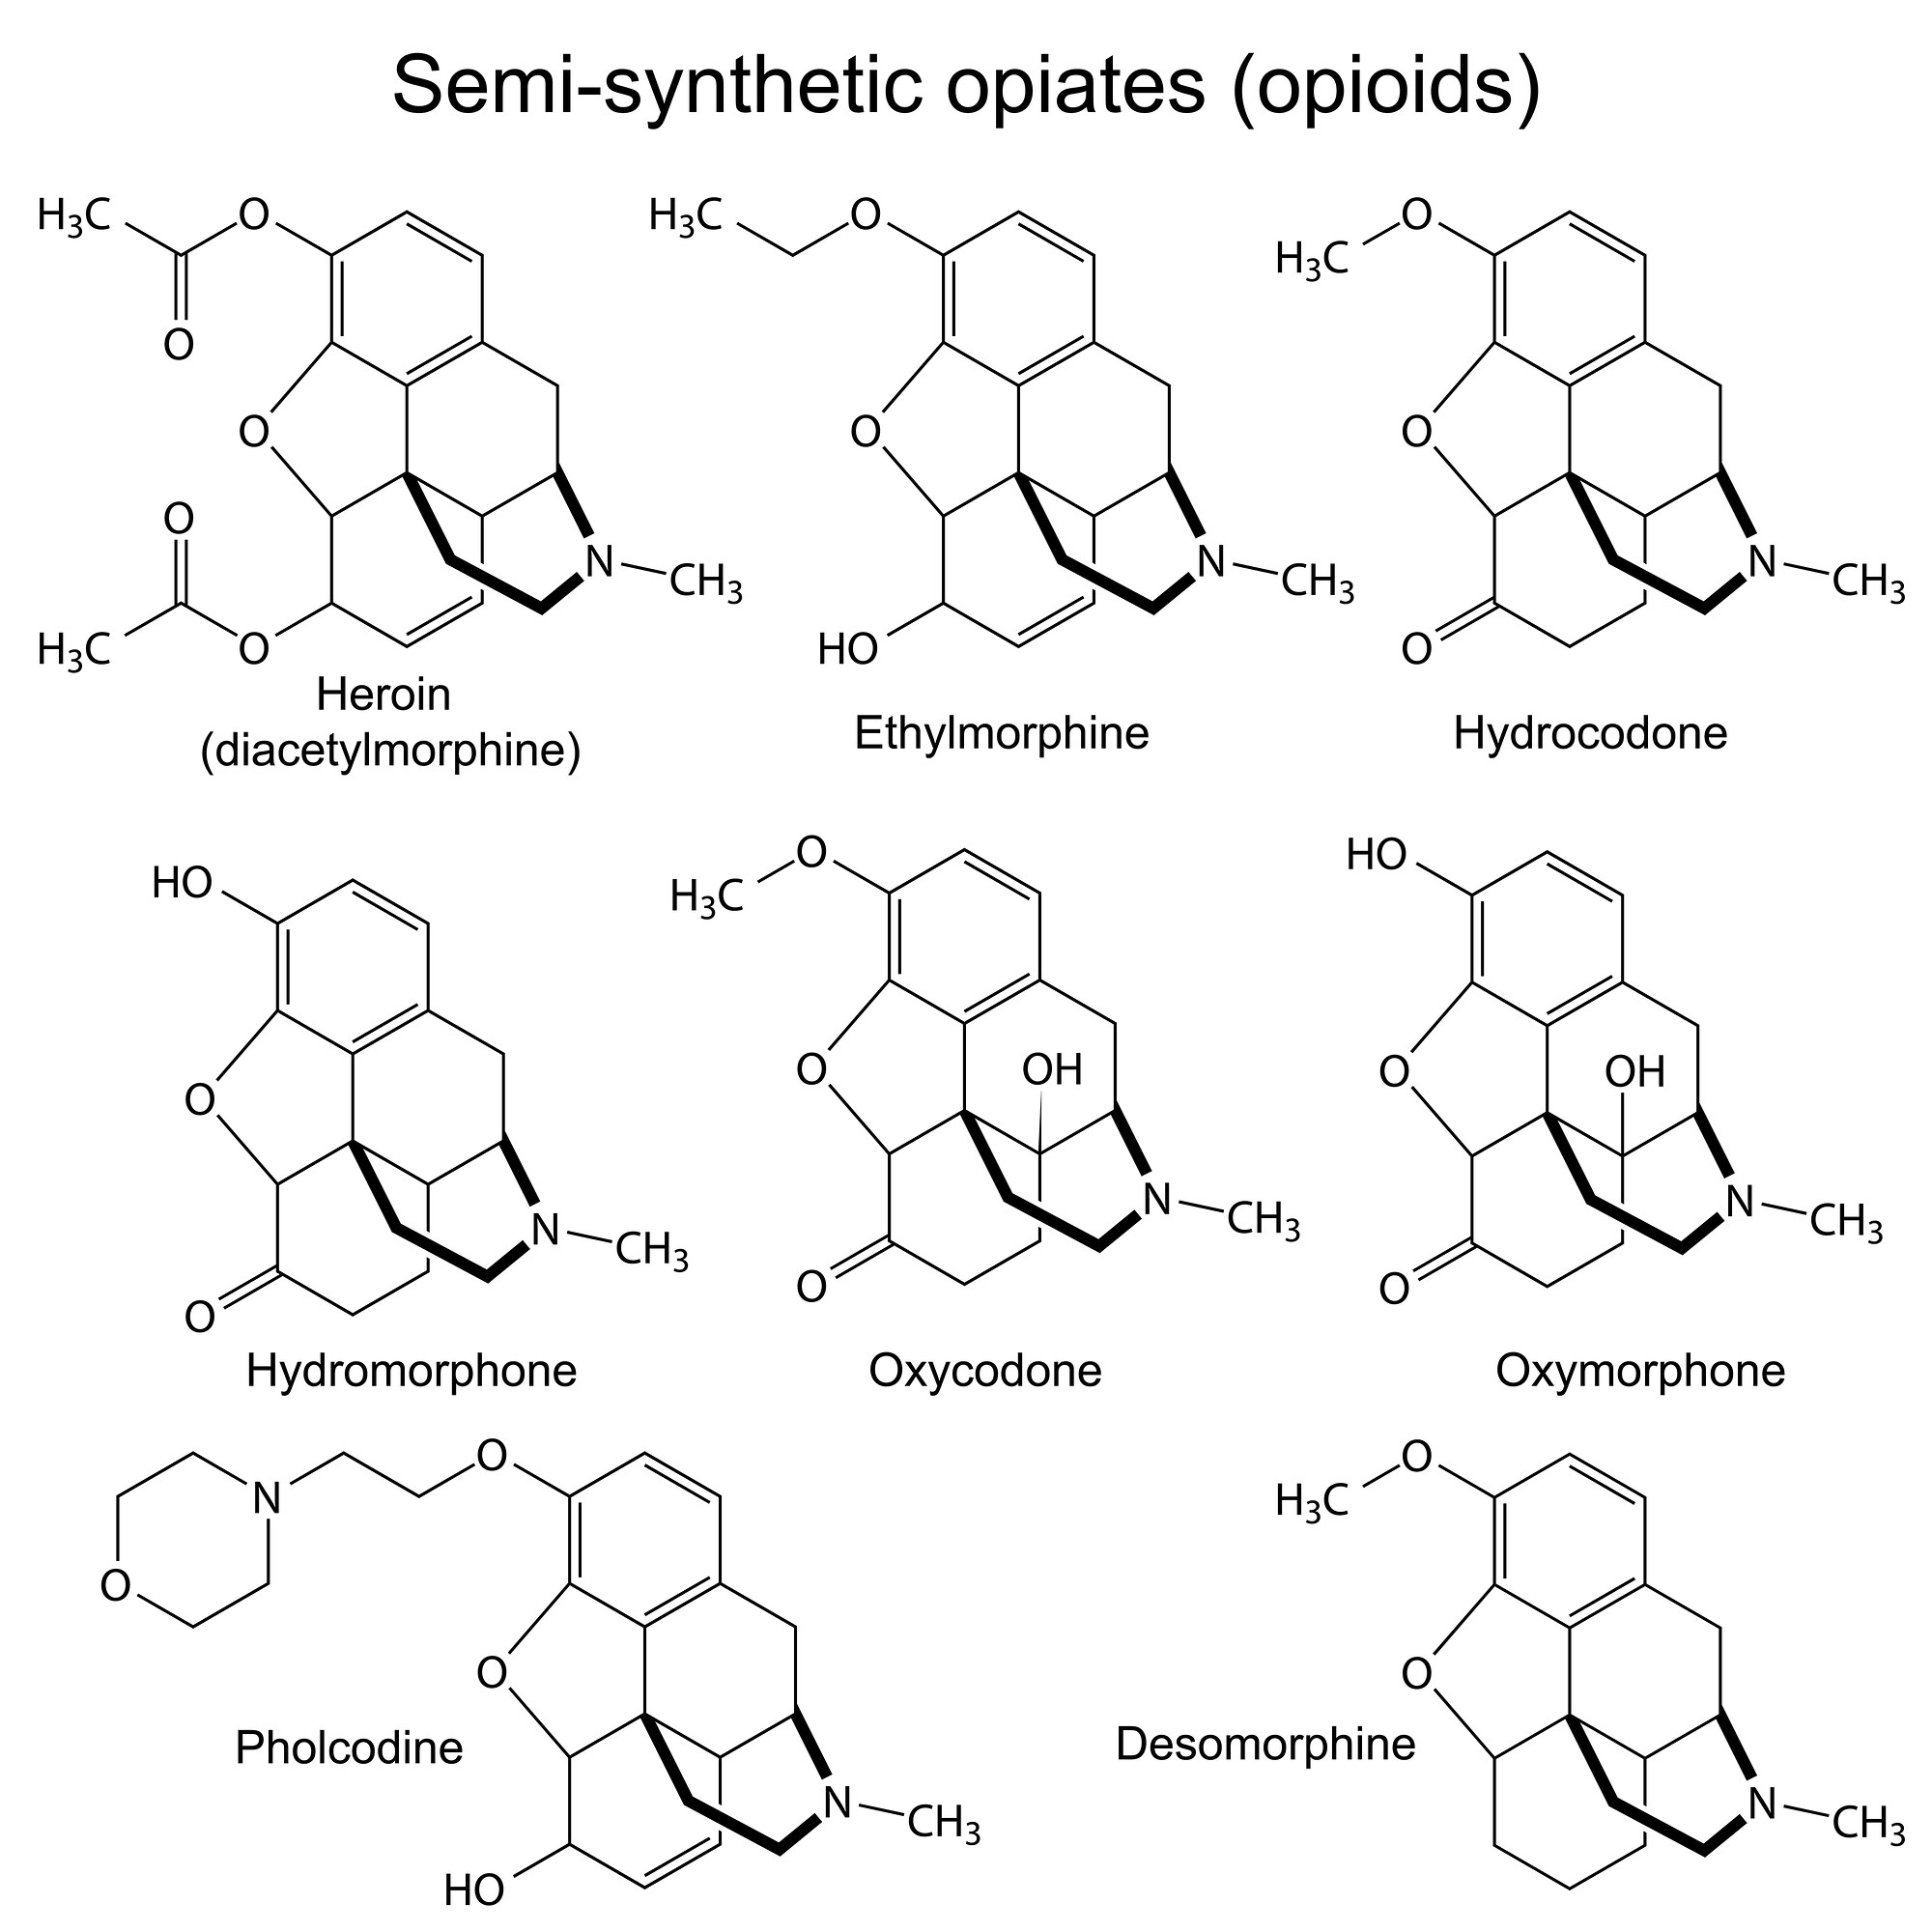 Semi-synthetic opiates (opioids)
H₃C O O O O H₃C O N CH₃
Heroin
(diacetylmorphine)
H₃C O O HO N CH₃
Ethylmorphine
O H₃C O O N CH₃
Hydrocodone
HO O O N CH₃
Hydromorphone
O H₃C O OH O N CH₃
Oxycodone
HO O OH O N CH₃
Oxymorphone
O N O O HO N CH₃
Pholcodine
O H₃C O N CH₃
Desomorphine